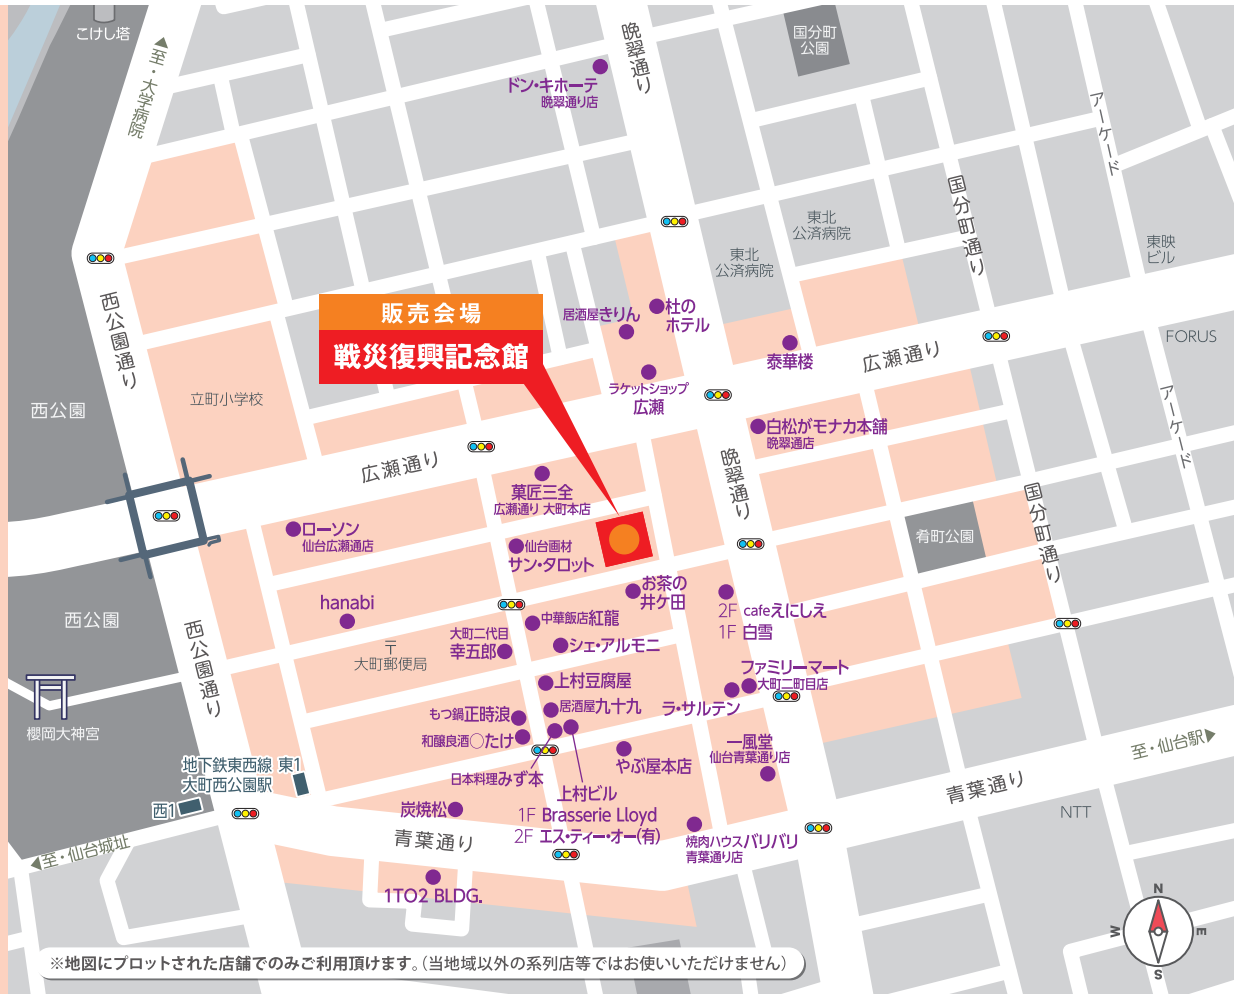 こけし塔
◀至・大学病院
晩翠通り
国分町
公園
ドン・キホーテ
晩翠通り店
アーケード
国分町通り
東北
公済病院
東北
公済病院
東映
ビル
西公園通り
販売会場
戦災復興記念館
居酒屋きりん
杜の
ホテル
泰華楼
広瀬通り
FORUS
ラケットショップ
広瀬
立町小学校
西公園
アーケード
白松がモナカ本舗
晩翠通店
広瀬通り
晩翠通り
菓匠三全
広瀬通り 大町本店
国分町通り
ローソン
仙台広瀬通店
仙台画材
サン・タロット
肴町公園
お茶の
井ケ田
hanabi
2F cafeえにしえ
1F 白雪
西公園
西公園通り
中華飯店紅龍
大町二代目
幸五郎
シェ・アルモニ
〒
大町郵便局
ファミリーマート
大町二町目店
上村豆腐屋
ラ・サルテン
居酒屋九十九
もつ鍋正時浪
和醸良酒○たけ
櫻岡大神宮
一風堂
仙台青葉通り店
至・仙台駅▶
やぶ屋本店
日本料理みず本
地下鉄東西線 東1
大町西公園駅
西1
青葉通り
上村ビル
1F Brasserie Lloyd
2F エス・ティー・オー(有)
炭焼松
NTT
青葉通り
焼肉ハウスバリバリ
青葉通り店
◀至・仙台城址
1TO2 BLDG.
N
W
E
S
※地図にプロットされた店舗でのみご利用頂けます。（当地域以外の系列店等ではお使いいただけません）